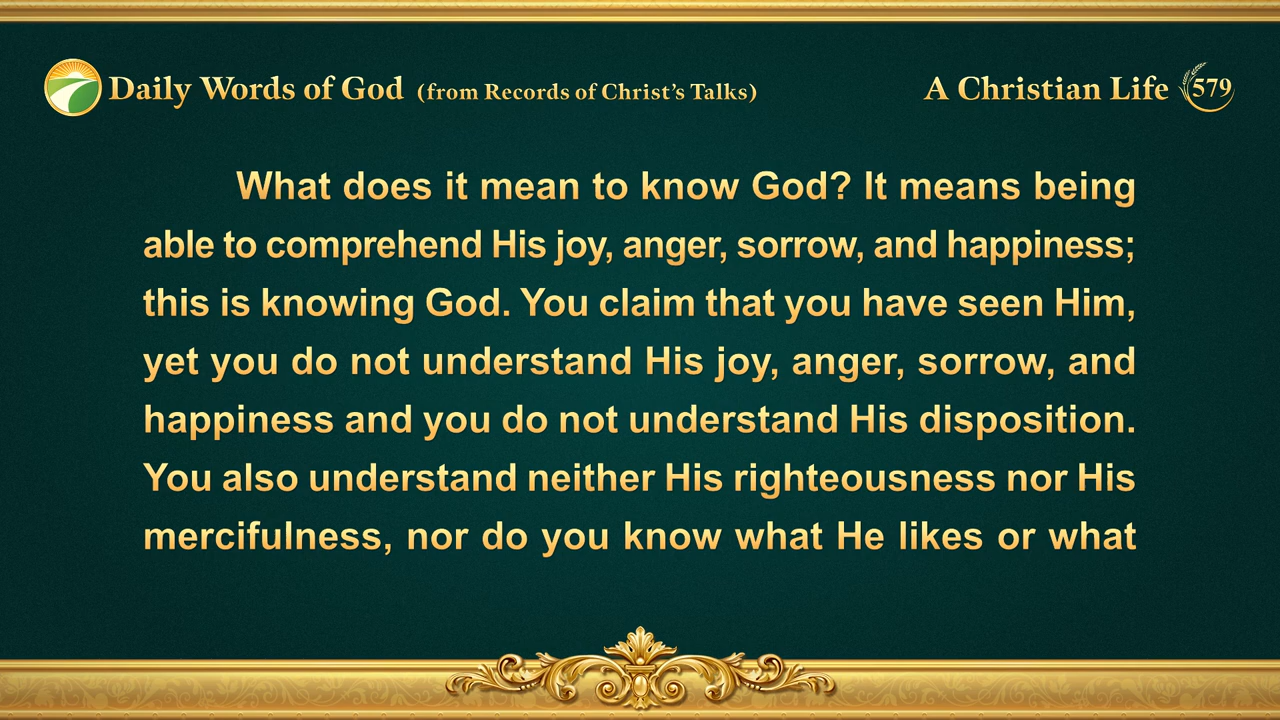 Daily Words of God (from Records of Christ's Talks)
A Christian Life 579
What does it mean to know God? It means being
able to comprehend His joy, anger, sorrow, and happiness;
this is knowing God. You claim that you have seen Him,
yet you do not understand His joy, anger, sorrow, and
happiness and you do not understand His disposition.
You also understand neither His righteousness nor His
mercifulness, nor do you know what He likes or what